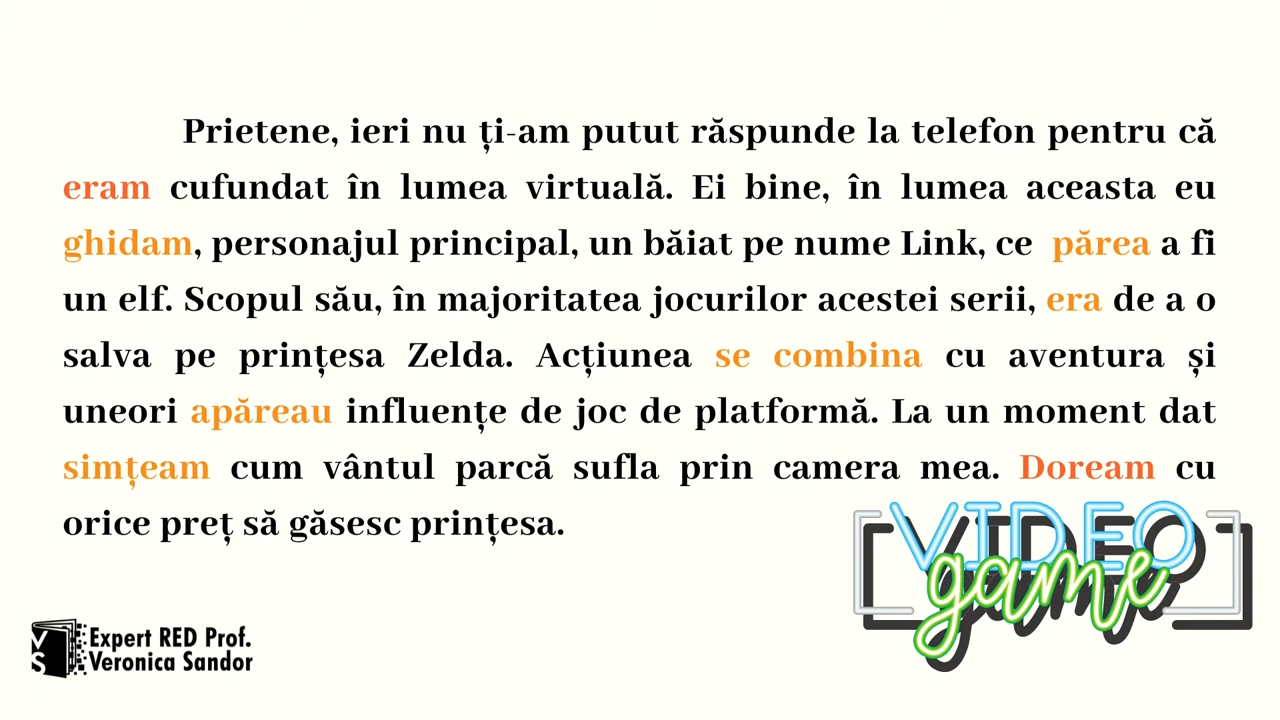 Prietene, ieri nu ți-am putut răspunde la telefon pentru că
eram cufundat în lumea virtuală. Ei bine, în lumea aceasta eu
ghidam, personajul principal, un băiat pe nume Link, ce părea a fi
un elf. Scopul său, în majoritatea jocurilor acestei serii, era de a o
salva pe prințesa Zelda. Acțiunea se combina cu aventura și
uneori apăreau influențe de joc de platformă. La un moment dat
simțeam cum vântul parcă sufla prin camera mea. Doream cu
orice preț să găsesc prințesa.
VIDEO
game
VS
Expert RED Prof.
Veronica Sandor